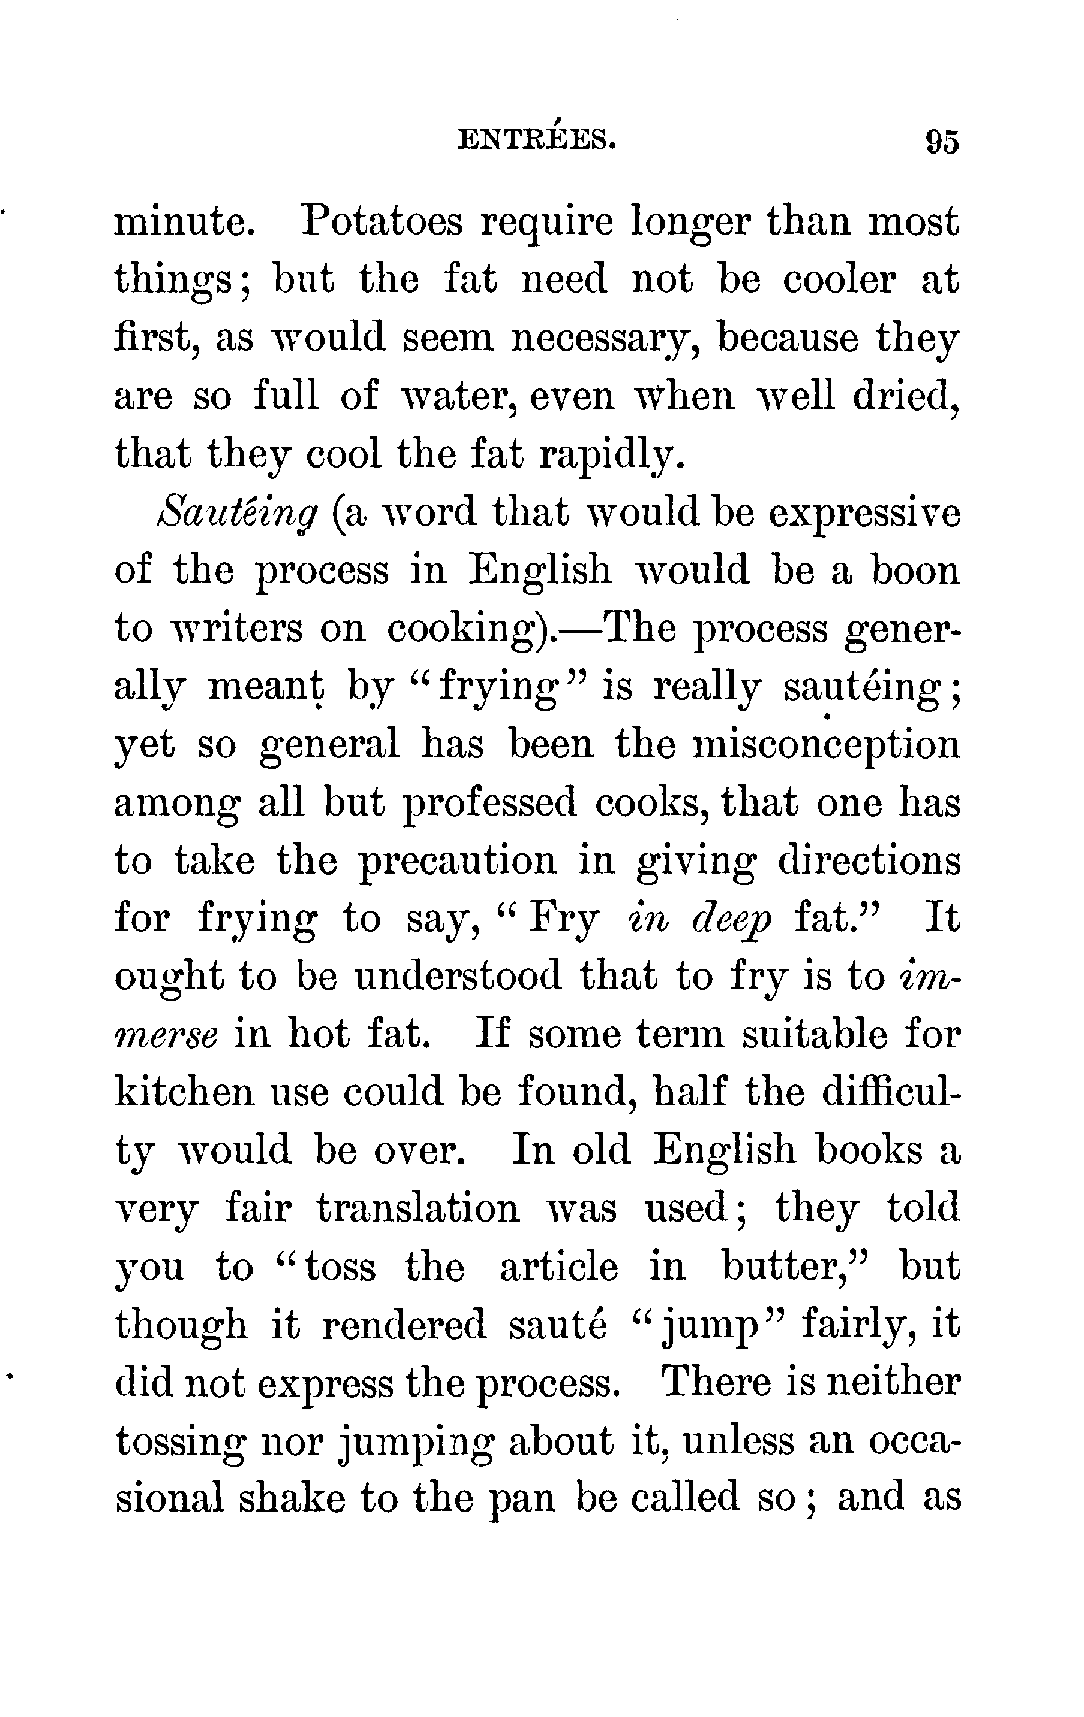 ENTRÉES. 95
minute. Potatoes require longer than most
things; but the fat need not be cooler at
first, as would seem necessary, because they
are so full of water, even when well dried,
that they cool the fat rapidly.
Sautéing (a word that would be expressive
of the process in English would be a boon
to writers on cooking).—The process gener-
ally meant by "frying" is really sautéing;
yet so general has been the misconception
among all but professed cooks, that one has
to take the precaution in giving directions
for frying to say, "Fry in deep fat." It
ought to be understood that to fry is to im-
merse in hot fat. If some term suitable for
kitchen use could be found, half the difficul-
ty would be over. In old English books a
very fair translation was used; they told
you to "toss the article in butter," but
though it rendered sauté "jump" fairly, it
did not express the process. There is neither
tossing nor jumping about it, unless an occa-
sional shake to the pan be called so; and as